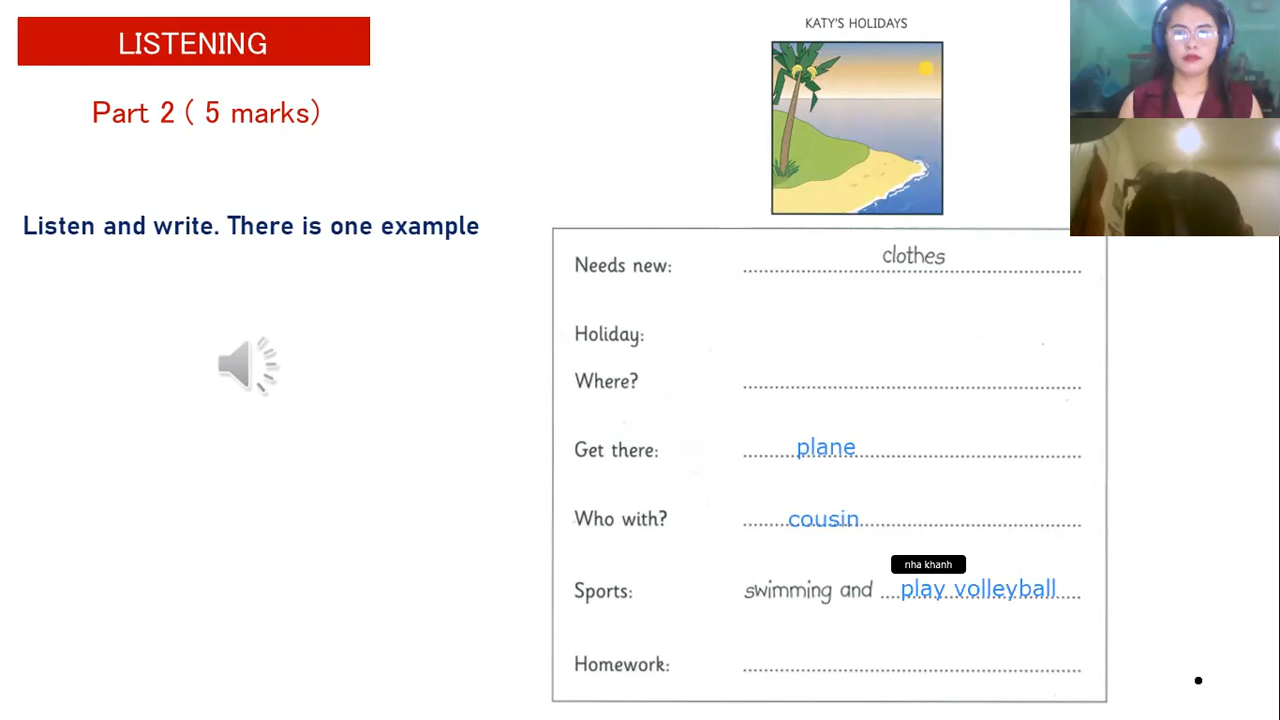 LISTENING
Part 2 ( 5 marks)
Listen and write. There is one example
KATY'S HOLIDAYS
Needs new: clothes
Holiday:
Where?
Get there: plane
Who with? cousin
nha khanh
Sports: swimming and play volleyball
Homework: